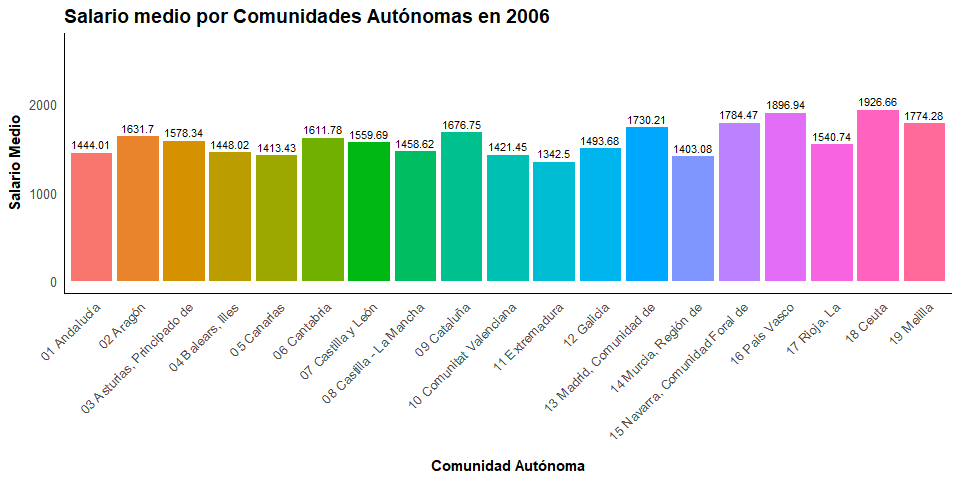 Salario medio por Comunidades Autónomas en 2006
Salario Medio
2000
1000
0
1444.01
1631.7
1578.34
1448.02
1413.43
1611.78
1559.69
1458.62
1676.75
1421.45
1342.5
1493.68
1730.21
1403.08
1784.47
1896.94
1540.74
1926.66
1774.28
01 Andalucía
02 Aragón
03 Asturias, Principado de
04 Balears, Illes
05 Canarias
06 Cantabria
07 Castilla y León
08 Castilla - La Mancha
09 Cataluña
10 Comunitat Valenciana
11 Extremadura
12 Galicia
13 Madrid, Comunidad de
14 Murcia, Región de
15 Navarra, Comunidad Foral de
16 País Vasco
17 Rioja, La
18 Ceuta
19 Melilla
Comunidad Autónoma